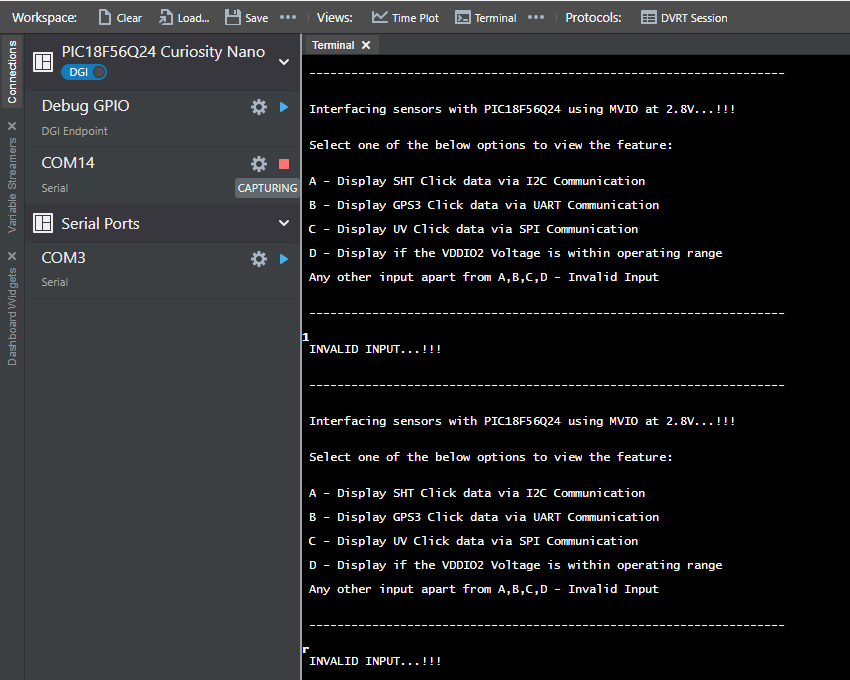 Workspace: Clear Load... Save ••• Views: Time Plot Terminal ••• Protocols: DVRT Session
Connections
Variable Streamers
Dashboard Widgets
PIC18F56Q24 Curiosity Nano
DGI
Debug GPIO
DGI Endpoint
COM14
Serial
CAPTURING
Serial Ports
COM3
Serial
Terminal
--------------------------------------------------------------------
Interfacing sensors with PIC18F56Q24 using MVIO at 2.8V...!!!
Select one of the below options to view the feature:
A - Display SHT Click data via I2C Communication
B - Display GPS3 Click data via UART Communication
C - Display UV Click data via SPI Communication
D - Display if the VDDIO2 Voltage is within operating range
Any other input apart from A,B,C,D - Invalid Input
--------------------------------------------------------------------
1
INVALID INPUT...!!!
--------------------------------------------------------------------
Interfacing sensors with PIC18F56Q24 using MVIO at 2.8V...!!!
Select one of the below options to view the feature:
A - Display SHT Click data via I2C Communication
B - Display GPS3 Click data via UART Communication
C - Display UV Click data via SPI Communication
D - Display if the VDDIO2 Voltage is within operating range
Any other input apart from A,B,C,D - Invalid Input
--------------------------------------------------------------------
r
INVALID INPUT...!!!